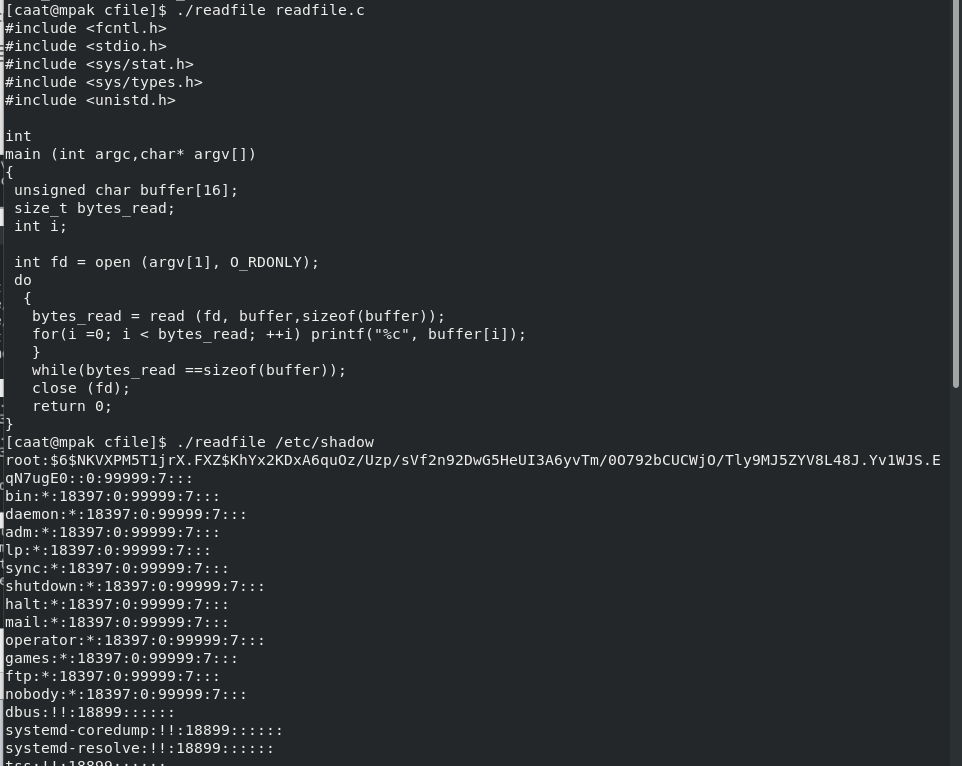 [caat@mpak cfile]$ ./readfile readfile.c
#include <fcntl.h>
#include <stdio.h>
#include <sys/stat.h>
#include <sys/types.h>
#include <unistd.h>
int
main (int argc,char* argv[])
{
unsigned char buffer[16];
size_t bytes_read;
int i;
int fd = open (argv[1], O_RDONLY);
do
{
bytes_read = read (fd, buffer,sizeof(buffer));
for(i =0; i < bytes_read; ++i) printf("%c", buffer[i]);
}
while(bytes_read ==sizeof(buffer));
close (fd);
return 0;
}
[caat@mpak cfile]$ ./readfile /etc/shadow
root:$6$NKVXPM5T1jrX.FXZ$KhYx2KDxA6quOz/Uzp/sVf2n92DwG5HeUI3A6yvTm/0O792bCUCWjO/Tly9MJ5ZYV8L48J.Yv1WJS.E
qN7ugE0::0:99999:7:::
bin:*:18397:0:99999:7:::
daemon:*:18397:0:99999:7:::
adm:*:18397:0:99999:7:::
lp:*:18397:0:99999:7:::
sync:*:18397:0:99999:7:::
shutdown:*:18397:0:99999:7:::
halt:*:18397:0:99999:7:::
mail:*:18397:0:99999:7:::
operator:*:18397:0:99999:7:::
games:*:18397:0:99999:7:::
ftp:*:18397:0:99999:7:::
nobody:*:18397:0:99999:7:::
dbus:!!:18899::::::
systemd-coredump:!!:18899::::::
systemd-resolve:!!:18899::::::
tss:!!:18899::::::